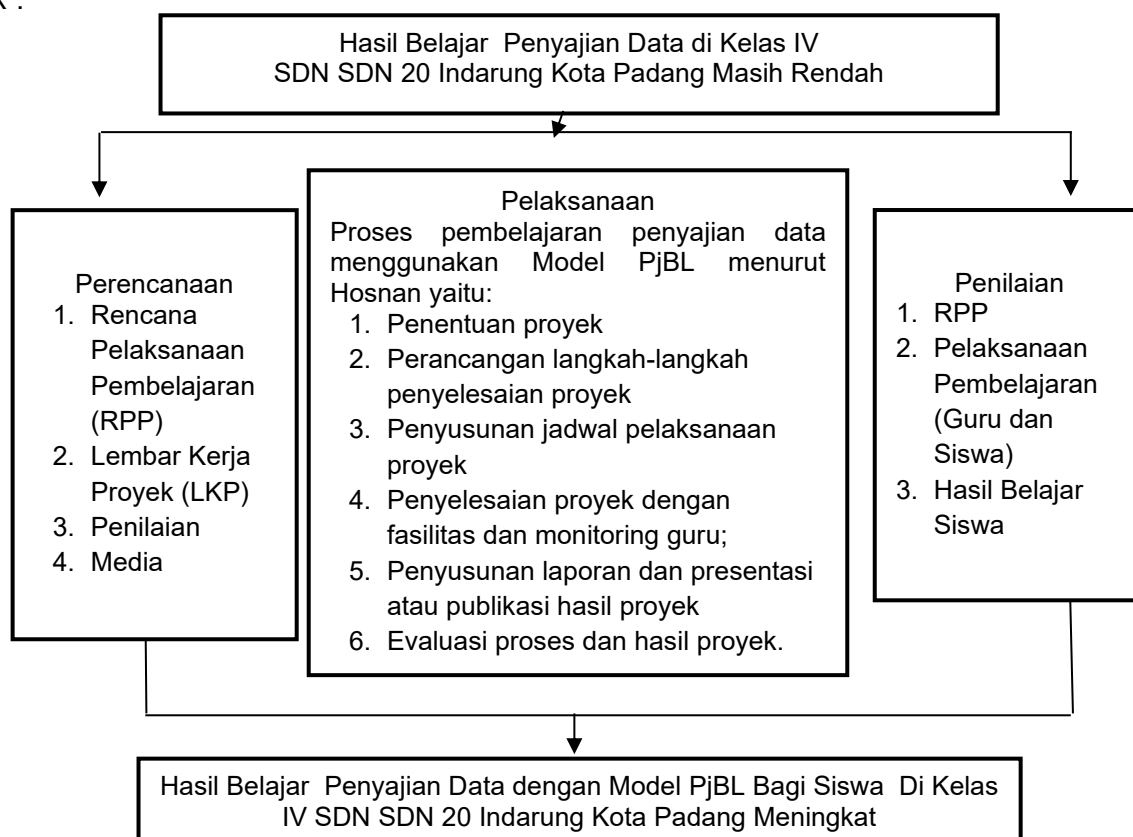 Hasil Belajar Penyajian Data di Kelas IV
SDN SDN 20 Indarung Kota Padang Masih Rendah
Perencanaan
1. Rencana
Pelaksanaan
Pembelajaran
(RPP)
2. Lembar Kerja
Proyek (LKP)
3. Penilaian
4. Media
Pelaksanaan
Proses pembelajaran penyajian data
menggunakan Model PjBL menurut
Hosnan yaitu:
1. Penentuan proyek
2. Perancangan langkah-langkah
penyelesaian proyek
3. Penyusunan jadwal pelaksanaan
proyek
4. Penyelesaian proyek dengan
fasilitas dan monitoring guru;
5. Penyusunan laporan dan presentasi
atau publikasi hasil proyek
6. Evaluasi proses dan hasil proyek.
Penilaian
1. RPP
2. Pelaksanaan
Pembelajaran
(Guru dan
Siswa)
3. Hasil Belajar
Siswa
Hasil Belajar Penyajian Data dengan Model PjBL Bagi Siswa Di Kelas
IV SDN SDN 20 Indarung Kota Padang Meningkat